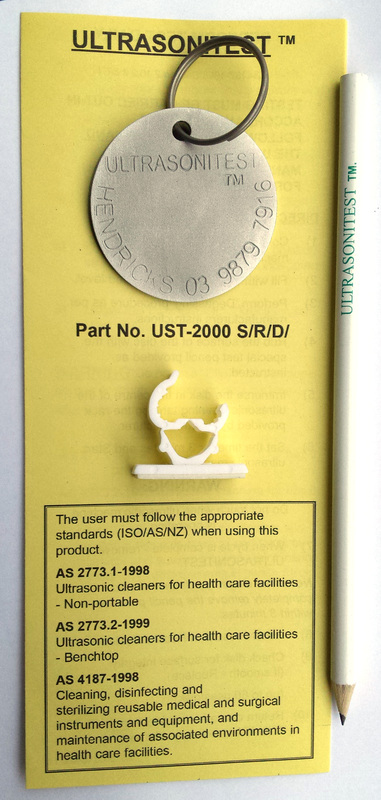 ULTRASONITEST ™
ULTRASONITEST
TM
HENDRICKS 03 9879 7916
ULTRASONITEST TM.
Part No. UST-2000 S/R/D/
The user must follow the appropriate
standards (ISO/AS/NZ) when using this
product.
AS 2773.1-1998
Ultrasonic cleaners for health care facilities
- Non-portable
AS 2773.2-1999
Ultrasonic cleaners for health care facilities
- Benchtop
AS 4187-1998
Cleaning, disinfecting and
sterilizing reusable medical and surgical
instruments and equipment, and
maintenance of associated environments in
health care facilities.